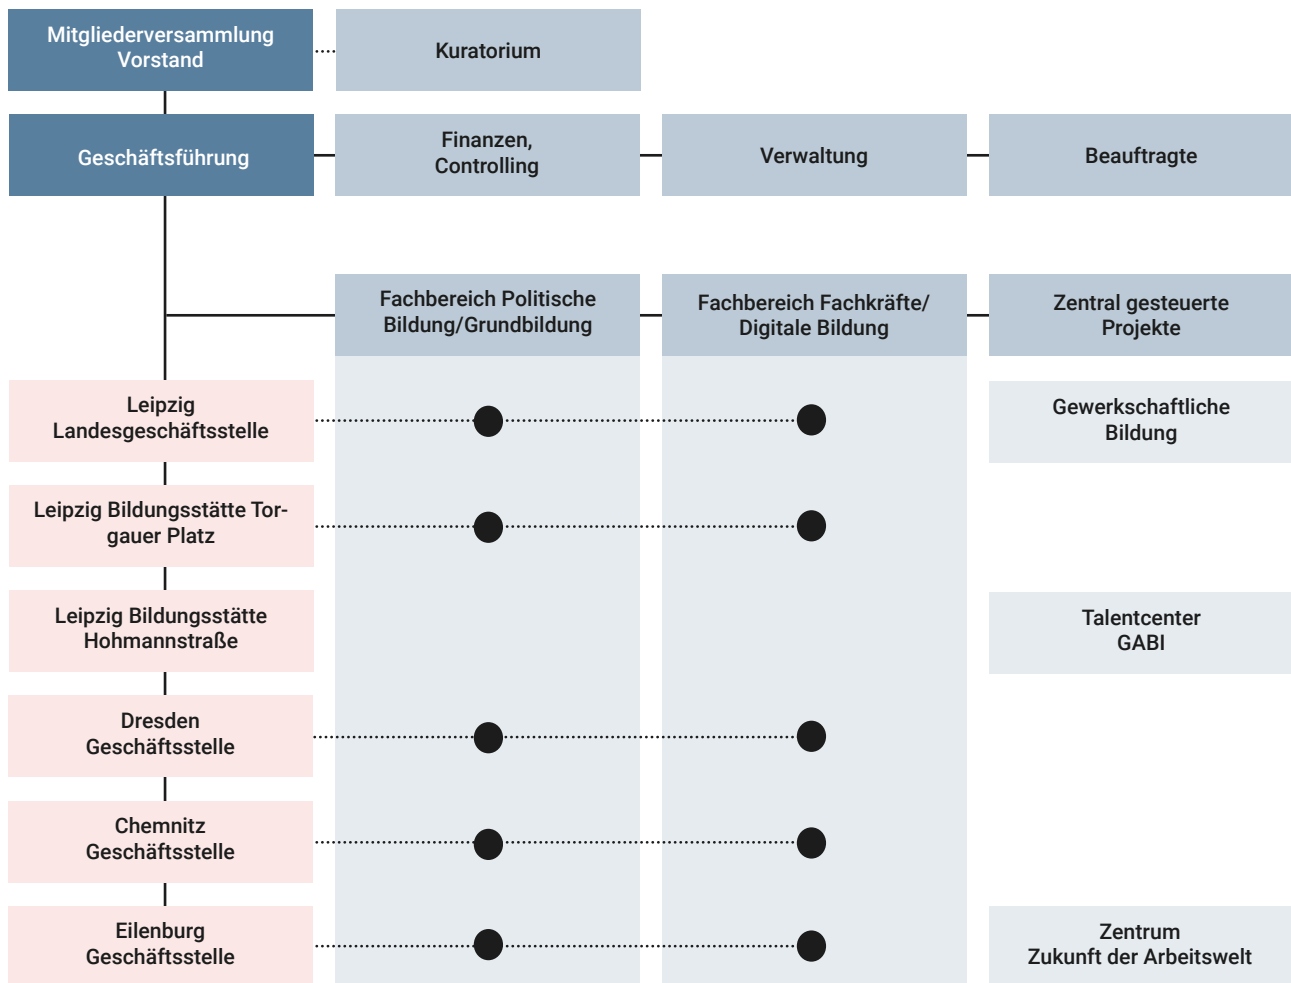 Mitgliederversammlung
Vorstand
Kuratorium
Geschäftsführung
Finanzen,
Controlling
Verwaltung
Beauftragte
Fachbereich Politische
Bildung/Grundbildung
Fachbereich Fachkräfte/
Digitale Bildung
Zentral gesteuerte
Projekte
Leipzig
Landesgeschäftsstelle
Gewerkschaftliche
Bildung
Leipzig Bildungsstätte Tor-
gauer Platz
Leipzig Bildungsstätte
Hohmannstraße
Talentcenter
GABI
Dresden
Geschäftsstelle
Chemnitz
Geschäftsstelle
Eilenburg
Geschäftsstelle
Zentrum
Zukunft der Arbeitswelt